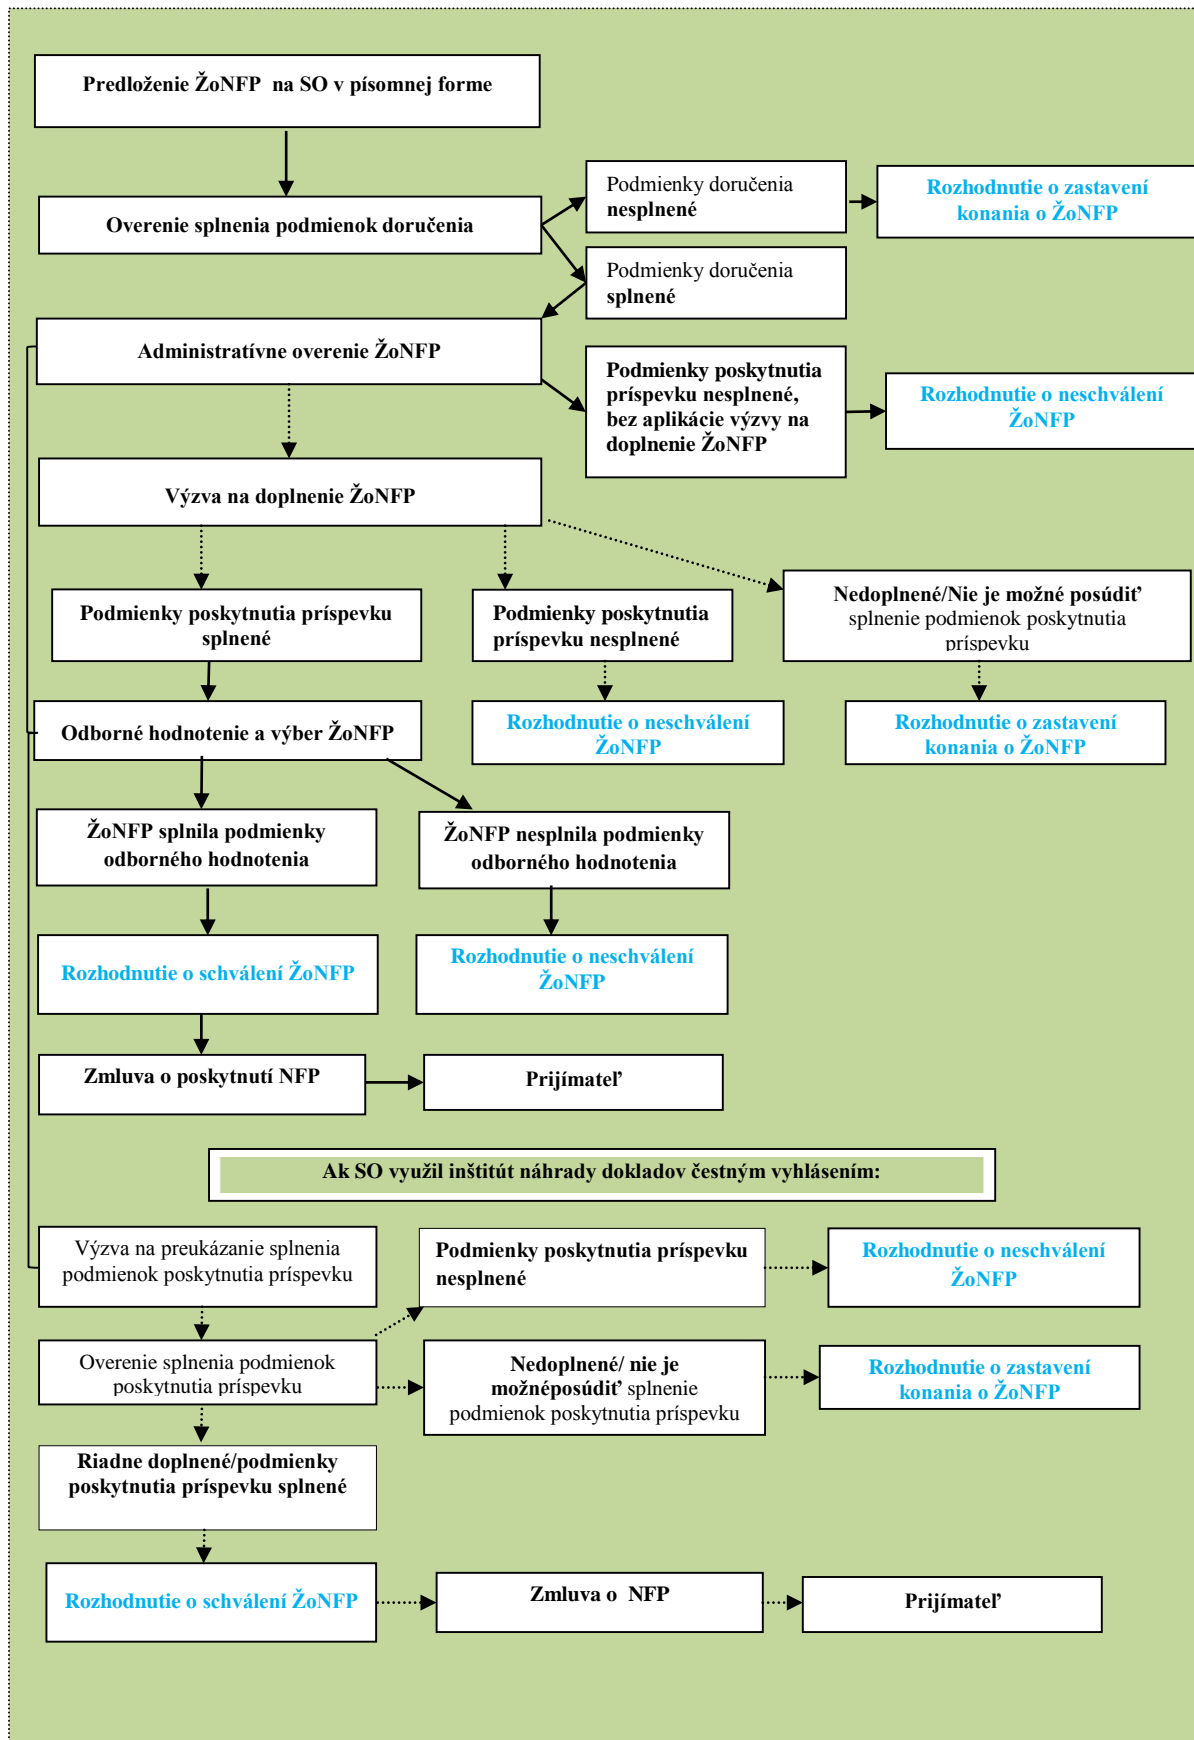 Predloženie ŽoNFP na SO v písomnej forme
Overenie splnenia podmienok doručenia
Podmienky doručenia
nesplnené
Rozhodnutie o zastavení
konania o ŽoNFP
Podmienky doručenia
splnené
Administratívne overenie ŽoNFP
Podmienky poskytnutia
príspevku nesplnené,
bez aplikácie výzvy na
doplnenie ŽoNFP
Rozhodnutie o neschválení
ŽoNFP
Výzva na doplnenie ŽoNFP
Podmienky poskytnutia príspevku
splnené
Podmienky poskytnutia
príspevku nesplnené
Nedoplnené/Nie je možné posúdiť
splnenie podmienok poskytnutia
príspevku
Odborné hodnotenie a výber ŽoNFP
Rozhodnutie o neschválení
ŽoNFP
Rozhodnutie o zastavení
konania o ŽoNFP
ŽoNFP splnila podmienky
odborného hodnotenia
ŽoNFP nesplnila podmienky
odborného hodnotenia
Rozhodnutie o schválení ŽoNFP
Rozhodnutie o neschválení
ŽoNFP
Zmluva o poskytnutí NFP
Prijímateľ
Ak SO využil inštitút náhrady dokladov čestným vyhlásením:
Výzva na preukázanie splnenia
podmienok poskytnutia príspevku
Podmienky poskytnutia príspevku
nesplnené
Rozhodnutie o neschválení
ŽoNFP
Overenie splnenia podmienok
poskytnutia príspevku
Nedoplnené/ nie je
možnéposúdiť splnenie
podmienok poskytnutia príspevku
Rozhodnutie o zastavení
konania o ŽoNFP
Riadne doplnené/podmienky
poskytnutia príspevku splnené
Rozhodnutie o schválení ŽoNFP
Zmluva o NFP
Prijímateľ